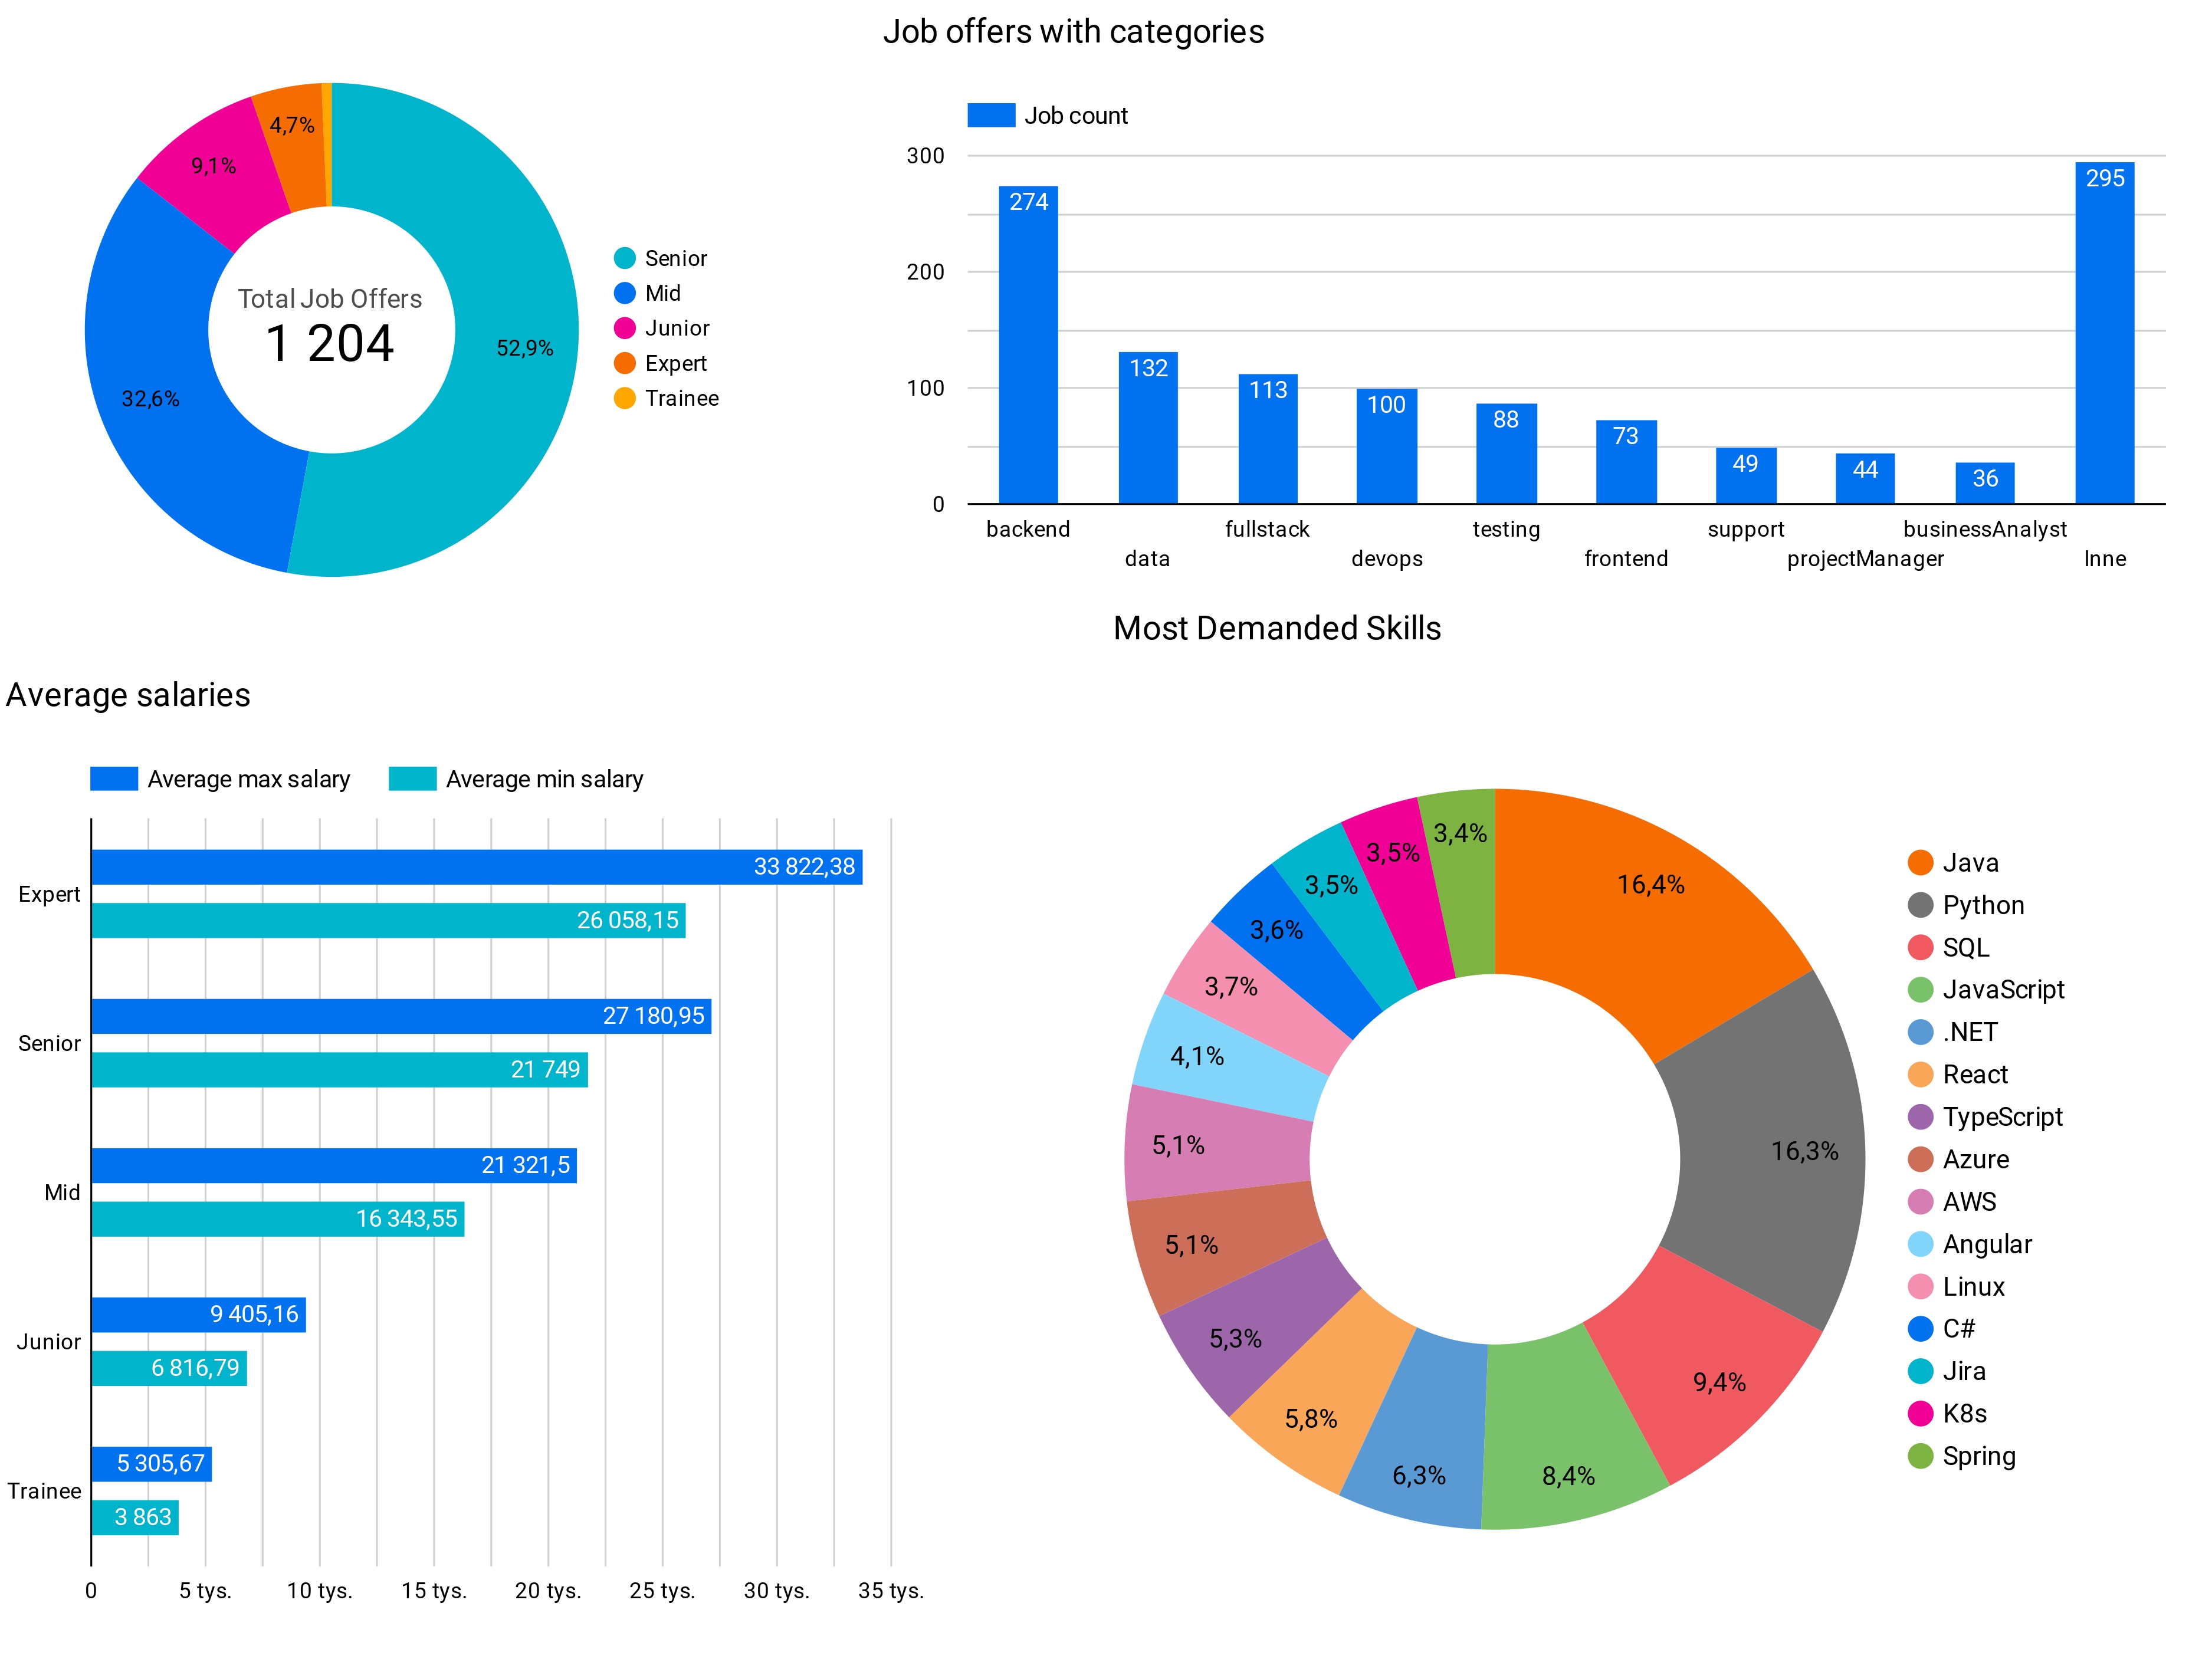 Job offers with categories
4,7%
9,1%
32,6%
52,9%
Total Job Offers
1 204
Senior
Mid
Junior
Expert
Trainee
Job count
300
200
100
0
274
132
113
100
88
73
49
44
36
295
backend
data
fullstack
devops
testing
frontend
support
projectManager
businessAnalyst
Inne
Average salaries
Average max salary
Average min salary
Expert
33 822,38
26 058,15
Senior
27 180,95
21 749
Mid
21 321,5
16 343,55
Junior
9 405,16
6 816,79
Trainee
5 305,67
3 863
0
5 tys.
10 tys.
15 tys.
20 tys.
25 tys.
30 tys.
35 tys.
Most Demanded Skills
16,4%
16,3%
9,4%
8,4%
6,3%
5,8%
5,3%
5,1%
5,1%
4,1%
3,7%
3,6%
3,5%
3,5%
3,4%
Java
Python
SQL
JavaScript
.NET
React
TypeScript
Azure
AWS
Angular
Linux
C#
Jira
K8s
Spring